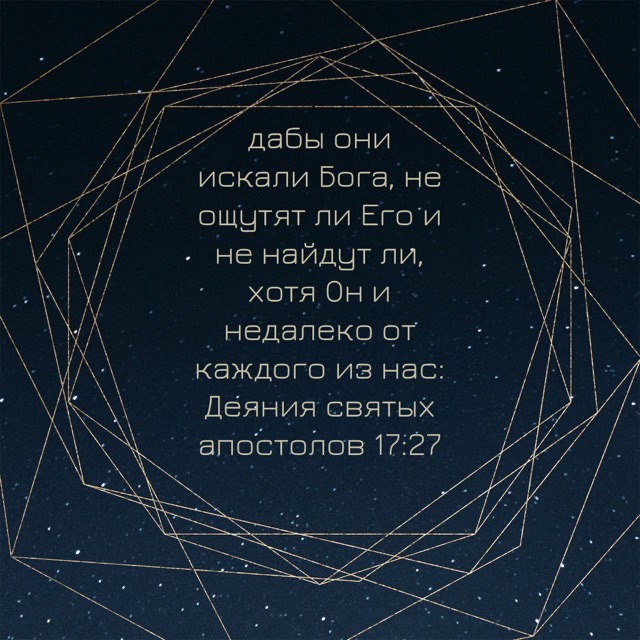 дабы они
искали Бога, не
ощутят ли Его и
не найдут ли,
хотя Он и
недалеко от
каждого из нас:
Деяния святых
апостолов 17:27